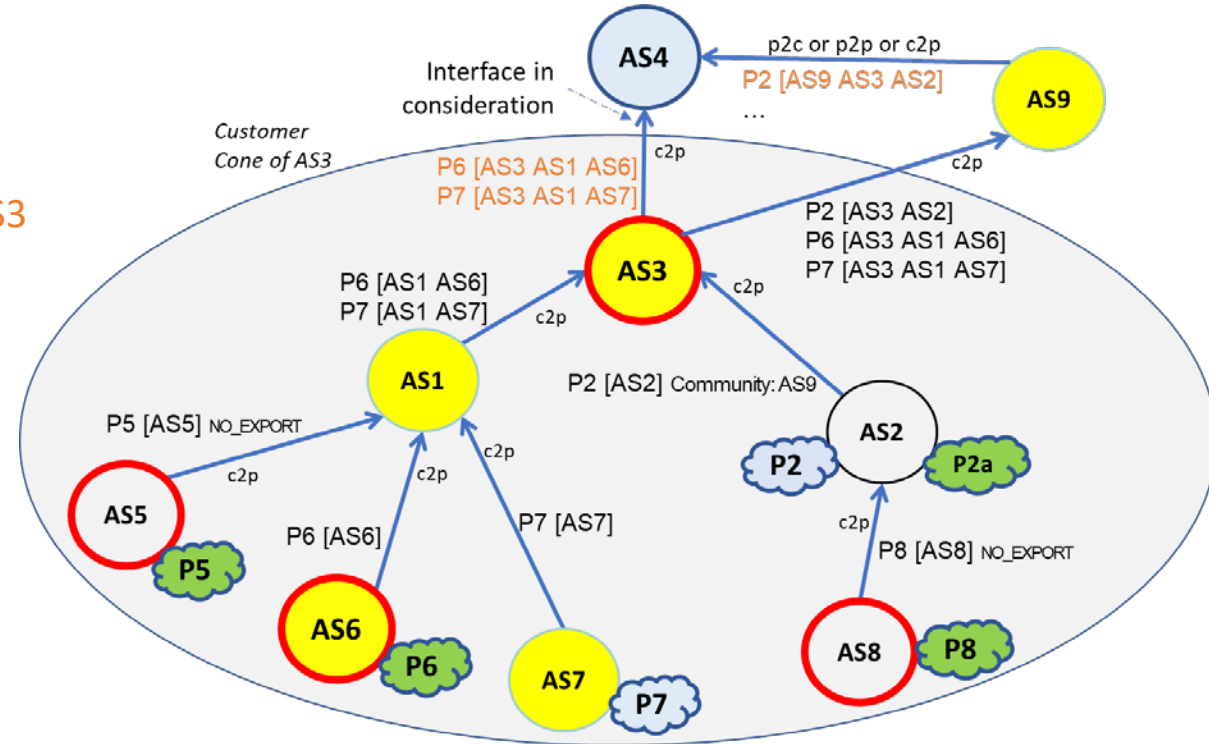 AS4
p2c or p2p or c2p
P2 [AS9 AS3 AS2]
...
AS9
Interface in
consideration
Customer
Cone of AS3
c2p
P6 [AS3 AS1 AS6]
P7 [AS3 AS1 AS7]
c2p
S3
P2 [AS3 AS2]
P6 [AS3 AS1 AS6]
P7 [AS3 AS1 AS7]
AS3
P6 [AS1 AS6]
P7 [AS1 AS7]
c2p
c2p
AS1
P2 [AS2] Community: AS9
P5 [AS5] NO_EXPORT
c2p
AS2
P2
P2a
c2p
c2p
AS5
P5
P6 [AS6]
P7 [AS7]
c2p
P8 [AS8] NO_EXPORT
AS6
P6
AS7
P7
AS8
P8